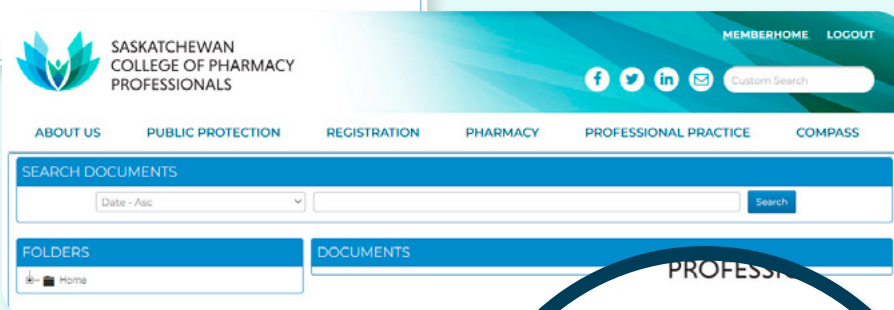 MEMBERHOME LOGOUT
SASKATCHEWAN
COLLEGE OF PHARMACY
PROFESSIONALS
Custom Search
ABOUT US PUBLIC PROTECTION REGISTRATION PHARMACY PROFESSIONAL PRACTICE COMPASS
SEARCH DOCUMENTS
Date - Asc Search
FOLDERS DOCUMENTS
Home